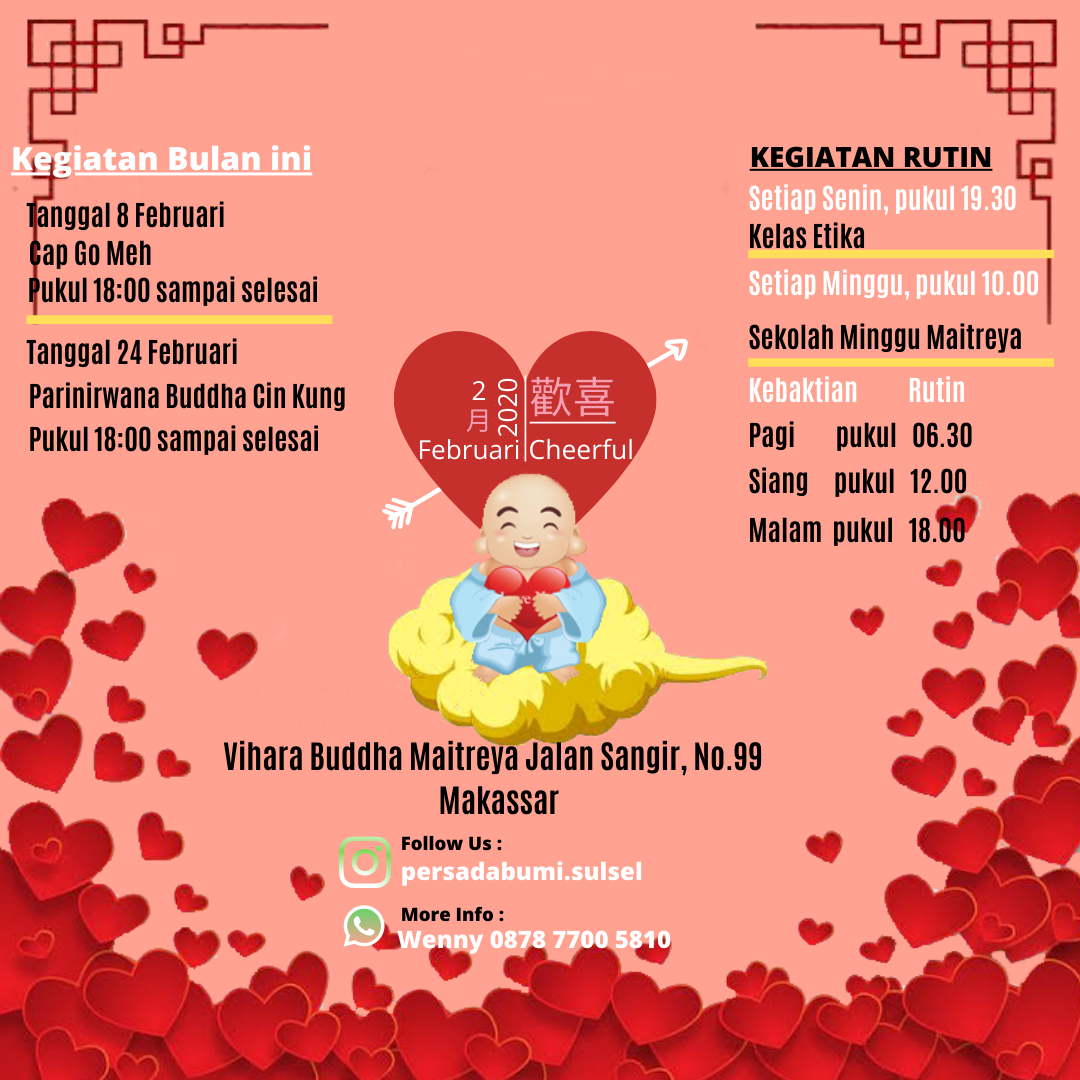 Kegiatan Bulan ini
Tanggal 8 Februari
Cap Go Meh
Pukul 18:00 sampai selesai
Tanggal 24 Februari
Parinirwana Buddha Cin Kung
Pukul 18:00 sampai selesai
KEGIATAN RUTIN
Setiap Senin, pukul 19.30
Kelas Etika
Setiap Minggu, pukul 10.00
Sekolah Minggu Maitreya
Kebaktian Rutin
Pagi pukul 06.30
Siang pukul 12.00
Malam pukul 18.00
2
月
2020
歡喜
Februari
Cheerful
Vihara Buddha Maitreya Jalan Sangir, No.99
Makassar
Follow Us :
persadabumi.sulsel
More Info :
Wenny 0878 7700 5810